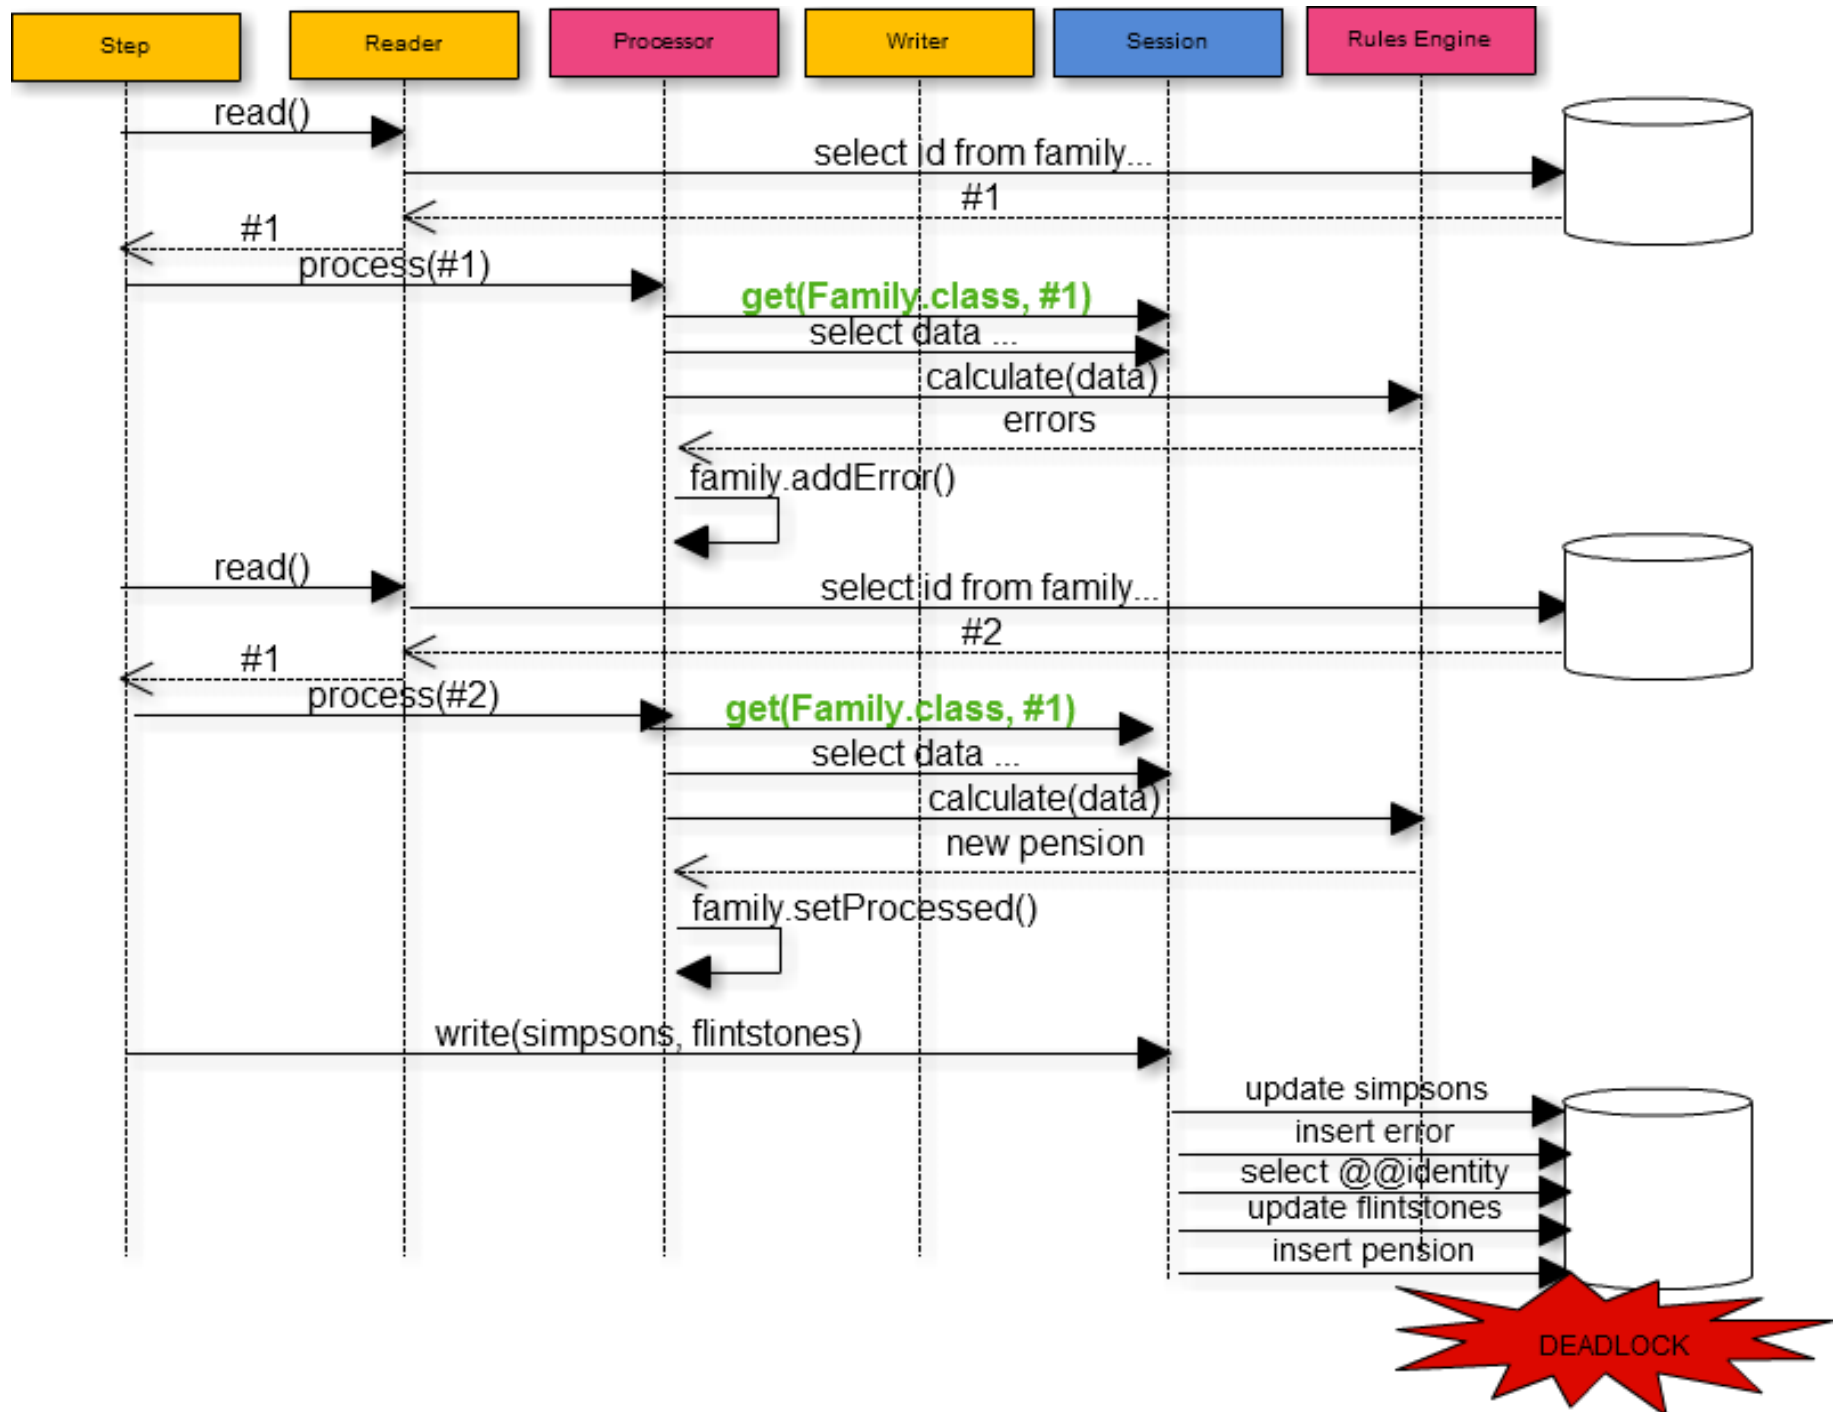 Step
Reader
Processor
Writer
Session
Rules Engine
read()
select id from family...
#1
#1
process(#1)
get(Family.class, #1)
select data ...
calculate(data)
errors
family.addError()
read()
select id from family...
#2
#1
process(#2)
get(Family.class, #1)
select data ...
calculate(data)
new pension
family.setProcessed()
write(simpsons, flintstones)
update simpsons
insert error
select @@identity
update flintstones
insert pension
DEADLOCK